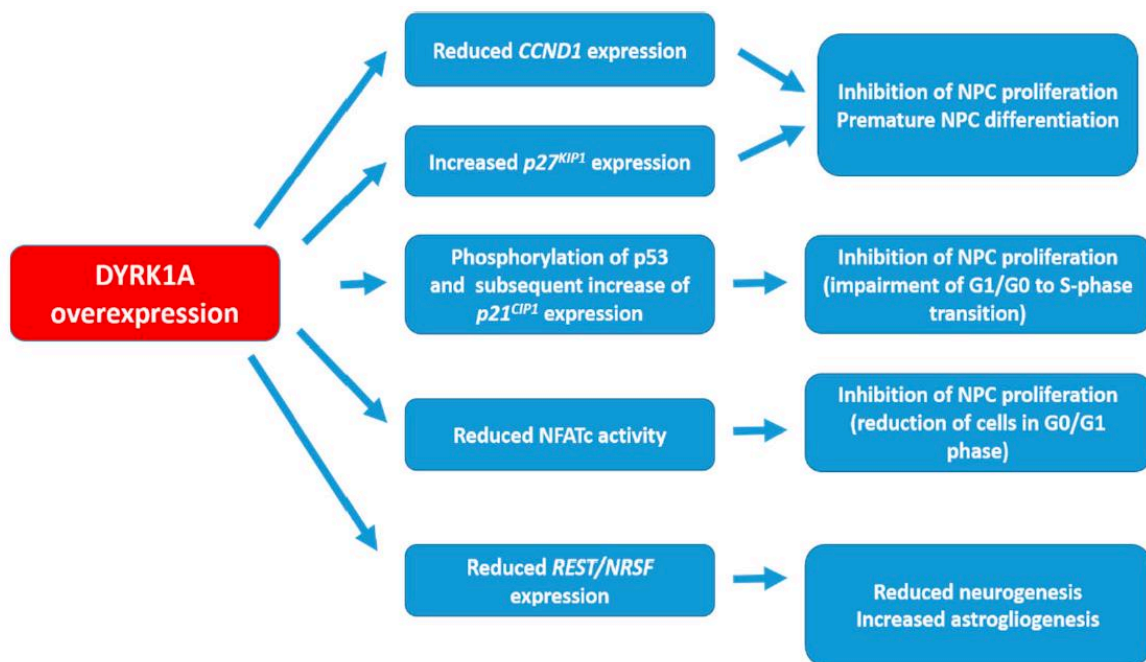 DYRK1A
overexpression
Reduced CCND1 expression
Increased p27KIP1 expression
Phosphorylation of p53
and subsequent increase of
p21CIP1 expression
Reduced NFATc activity
Reduced REST/NRSF
expression
Inhibition of NPC proliferation
Premature NPC differentiation
Inhibition of NPC proliferation
(impairment of G1/G0 to S-phase
transition)
Inhibition of NPC proliferation
(reduction of cells in G0/G1
phase)
Reduced neurogenesis
Increased astrogliogenesis